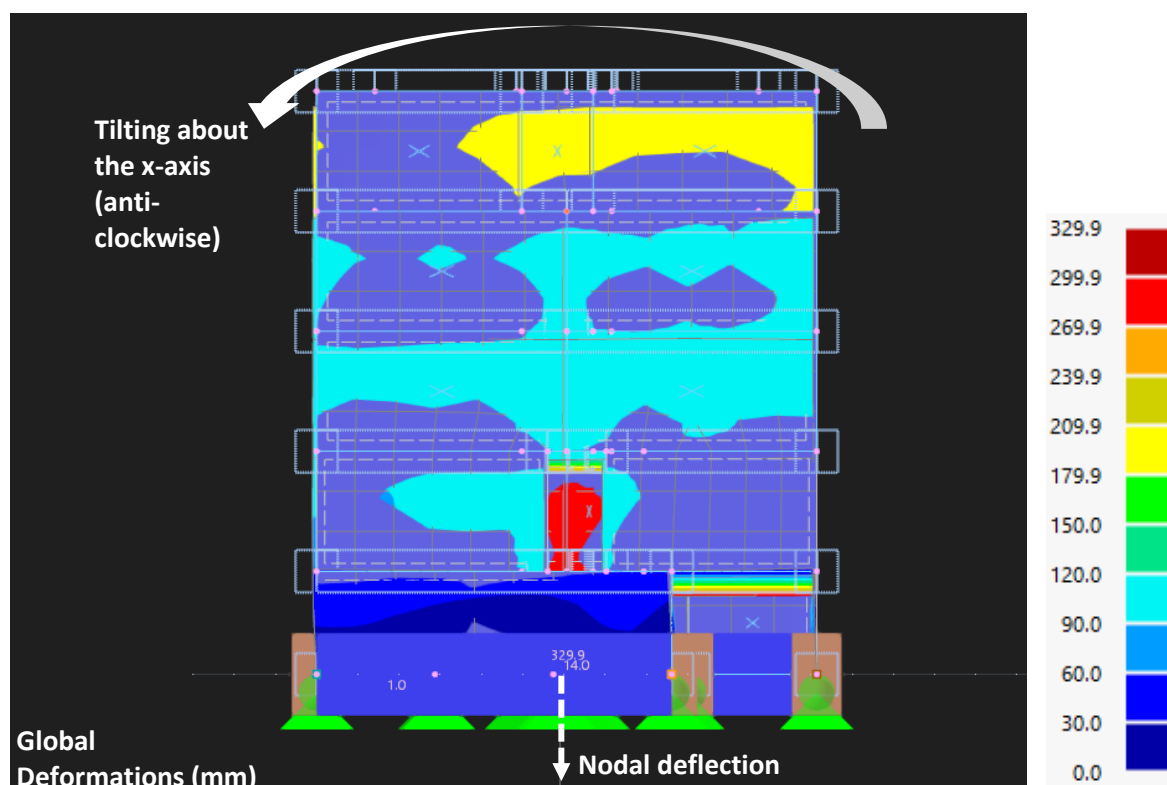 Tilting about
the x-axis
(anti-
clockwise)
329.9
14.0
1.0
Global
Deformations (mm)
Nodal deflection
329.9
299.9
269.9
239.9
209.9
179.9
150.0
120.0
90.0
60.0
30.0
0.0